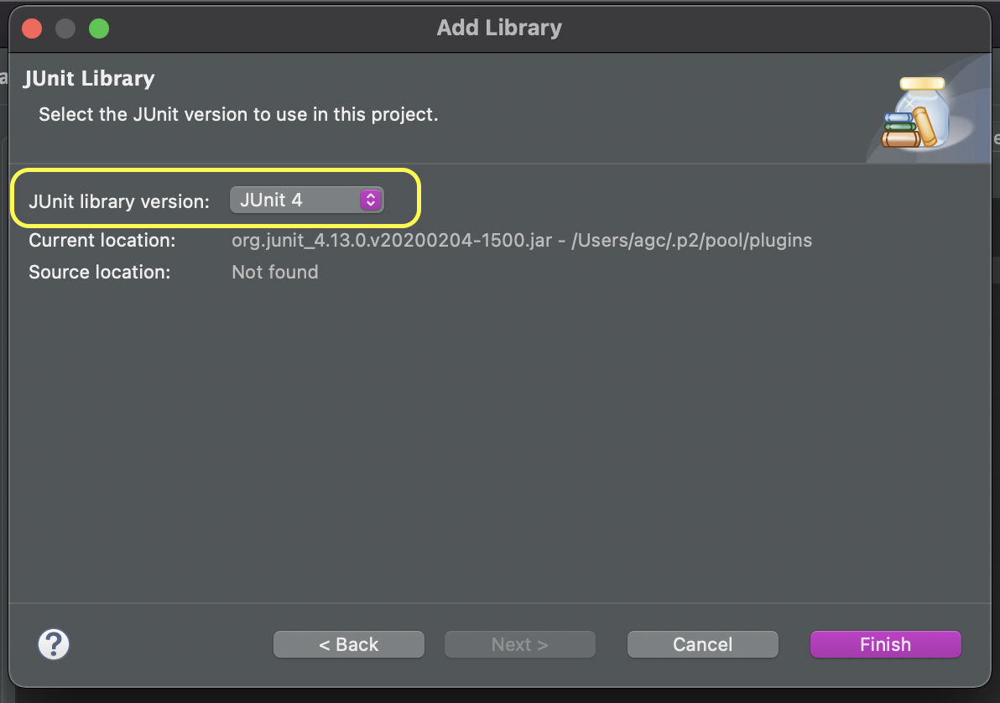 Add Library
JUnit Library
Select the JUnit version to use in this project.
JUnit library version: JUnit 4
Current location: org.junit_4.13.0.v20200204-1500.jar - /Users/agc/.p2/pool/plugins
Source location: Not found
? < Back Next > Cancel Finish